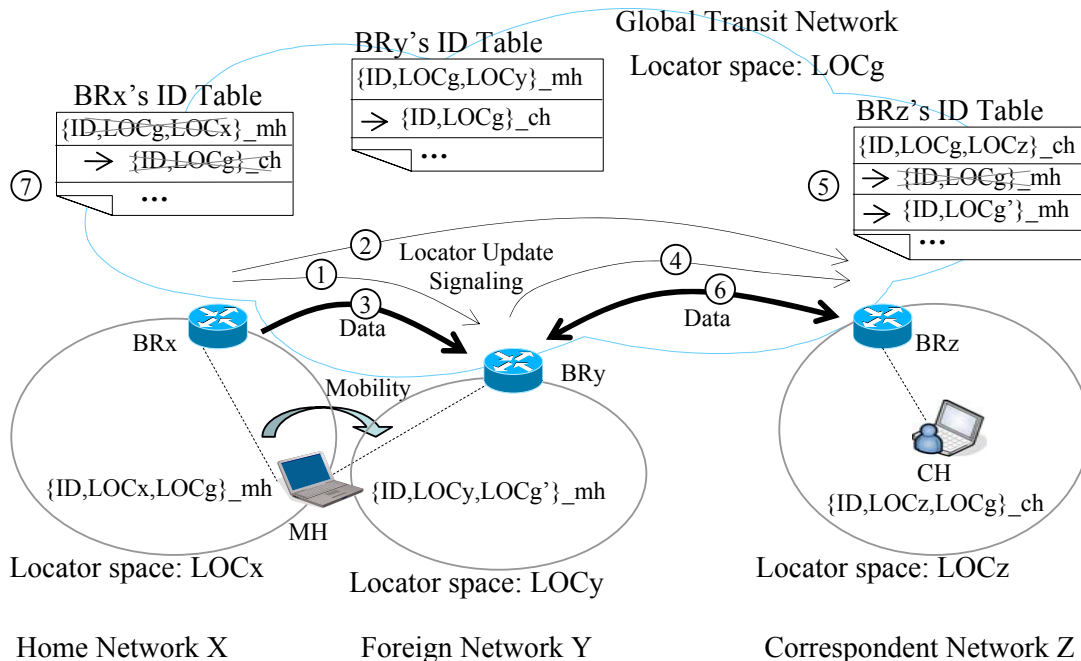 Global Transit Network
Locator space: LOCg
BRy's ID Table
{ID,LOCg,LOCy}_mh
→ {ID,LOCg}_ch
•••
BRx's ID Table
{ID,LOCg,LOCx}_mh
→ {ID,LOCg}_ch
•••
7
BRz's ID Table
{ID,LOCg,LOCz}_ch
→ {ID,LOCg}_mh
→ {ID,LOCg’}_mh
•••
5
2
Locator Update
Signaling
1
4
3
Data
6
Data
BRx
BRy
BRz
Mobility
{ID,LOCx,LOCg}_mh
MH
{ID,LOCy,LOCg’}_mh
CH
{ID,LOCz,LOCg}_ch
Locator space: LOCx
Locator space: LOCy
Locator space: LOCz
Home Network X
Foreign Network Y
Correspondent Network Z